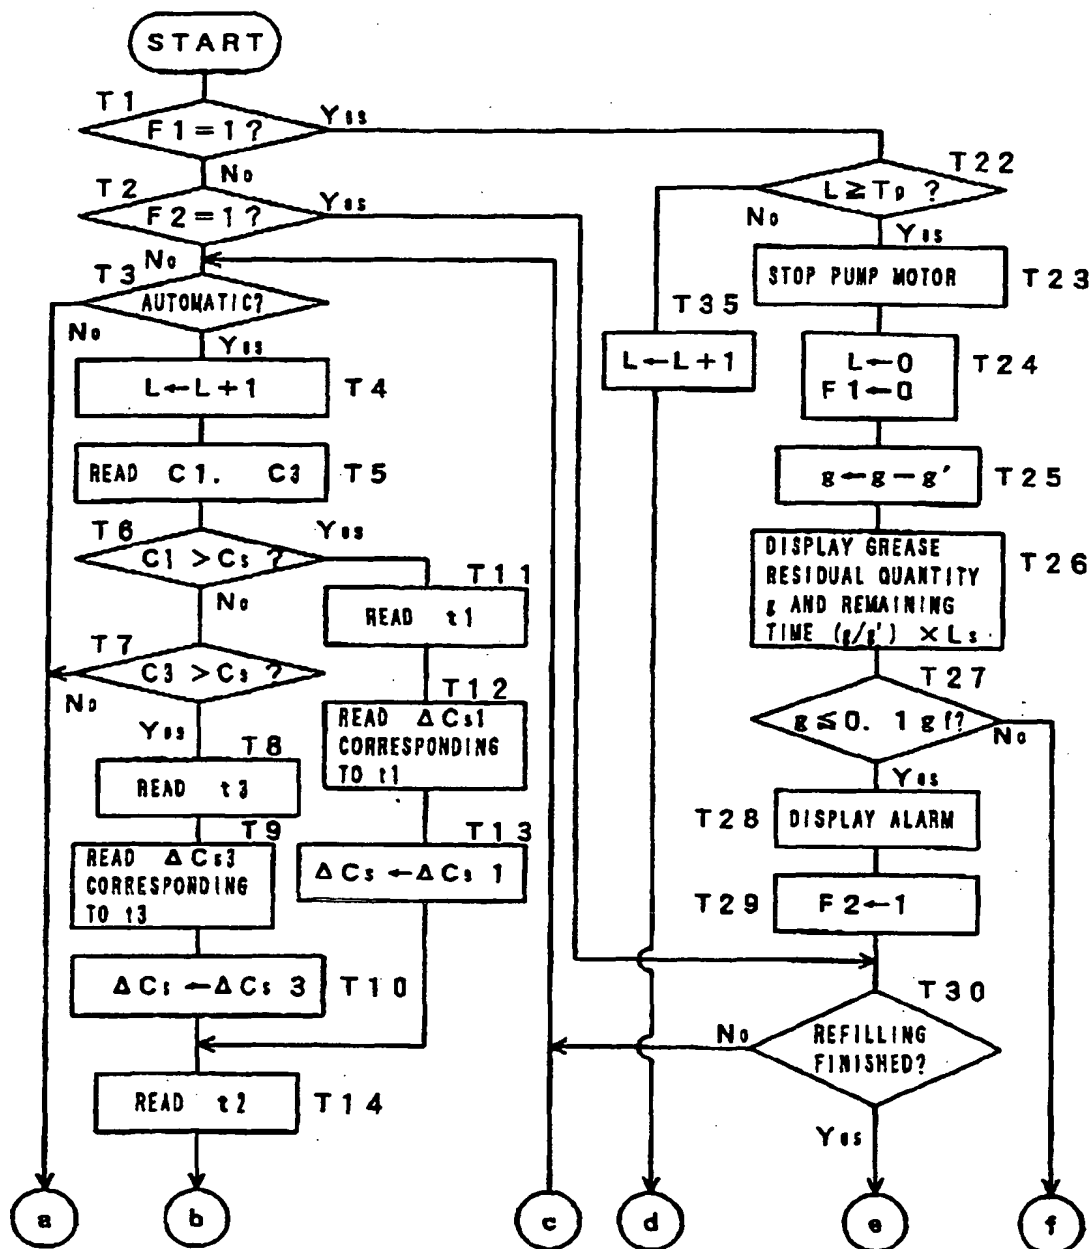 START
T1
F1=1?
Yes
No
T2
F2=1?
Yes
No
T3
AUTOMATIC?
No
Yes
L←L+1
T4
READ C1. C3
T5
T6
C1>Cs ?
Yes
No
T7
C3>Cs ?
No
Yes
T8
READ t3
T9
READ ΔCs3
CORRESPONDING
TO t3
ΔCs←ΔCs 3
T10
T11
READ t1
T12
READ ΔCs1
CORRESPONDING
TO t1
T13
ΔCs←ΔCs 1
READ t2
T14
T22
L≧Tp ?
No
Yes
STOP PUMP MOTOR
T23
T35
L←L+1
L←0
F1←0
T24
g←g−g'
T25
DISPLAY GREASE
RESIDUAL QUANTITY
g AND REMAINING
TIME (g/g') ×Ls
T26
T27
g≦0. 1 gf?
No
Yes
T28
DISPLAY ALARM
T29
F2←1
T30
REFILLING
FINISHED?
No
Yes
a
b
c
d
e
f